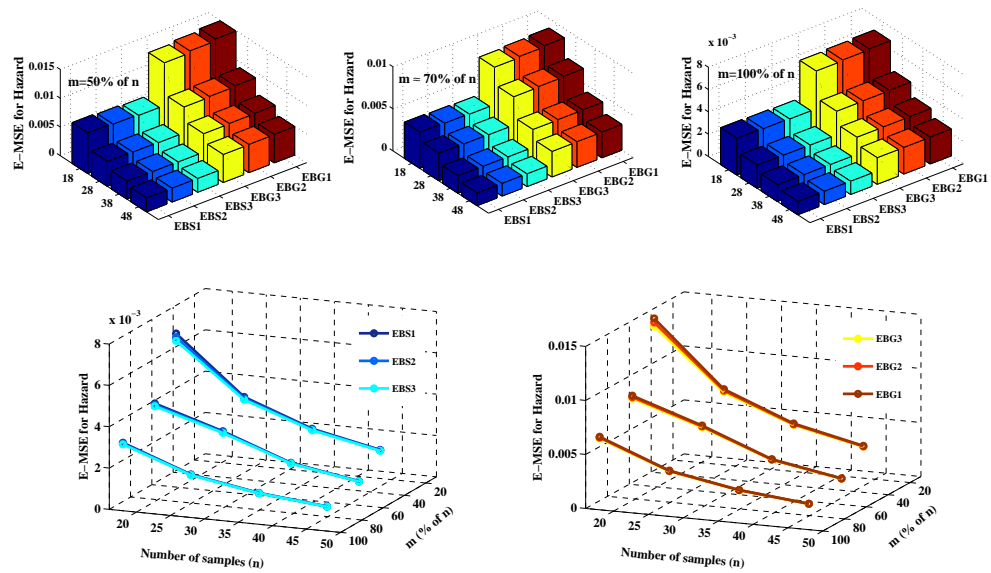 m=50% of n
E−MSE for Hazard
0.015
0.01
0.005
0
18
28
38
48
EBS1
EBS2
EBS3
EBG3
EBG2
EBG1
m = 70% of n
E−MSE for Hazard
0.01
0.005
0
18
28
38
48
EBS1
EBS2
EBS3
EBG3
EBG2
EBG1
x 10⁻³
m=100% of n
E−MSE for Hazard
8
6
4
2
0
18
28
38
48
EBS1
EBS2
EBS3
EBG3
EBG2
EBG1
x 10⁻³
E−MSE for Hazard
8
6
4
2
0
EBS1
EBS2
EBS3
20
25
30
35
40
45
50
Number of samples (n)
100
80
60
40
20
m (% of n)
E−MSE for Hazard
0.015
0.01
0.005
0
EBG3
EBG2
EBG1
20
25
30
35
40
45
50
Number of samples (n)
100
80
60
40
20
m (% of n)